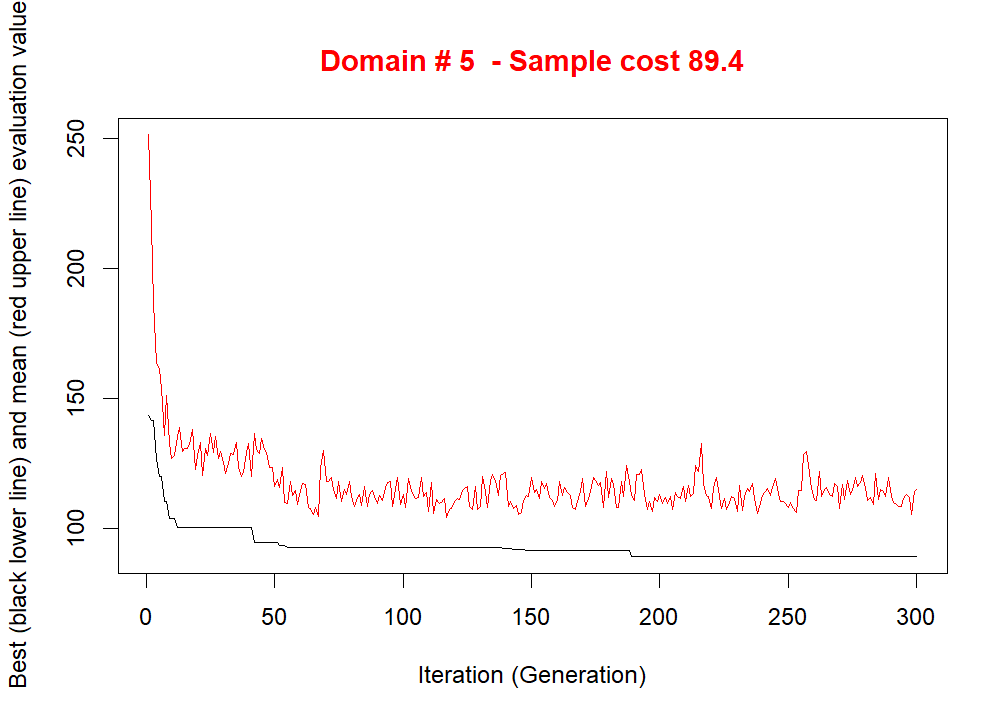 Domain # 5  - Sample cost 89.4
Best (black lower line) and mean (red upper line) evaluation value
250
200
150
100
0 50 100 150 200 250 300
Iteration (Generation)